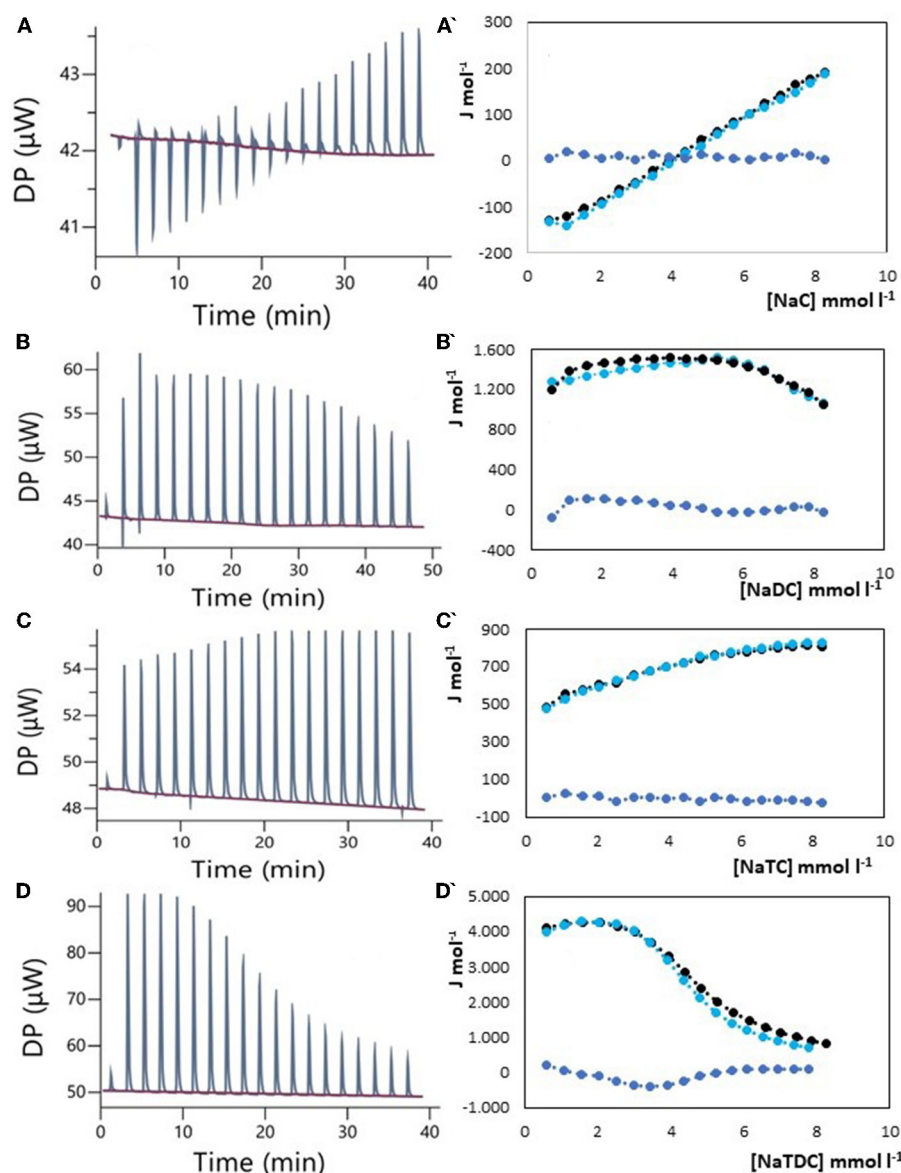 A
DP (μW)
43
42
41
0 10 20 30 40
Time (min)
A`
J mol⁻¹
300
200
100
0
-100
-200
0 2 4 6 8 10
[NaC] mmol l⁻¹
B
DP (μW)
60
55
50
45
40
0 10 20 30 40 50
Time (min)
B`
J mol⁻¹
1.600
1.200
800
400
0
-400
0 2 4 6 8 10
[NaDC] mmol l⁻¹
C
DP (μW)
54
52
50
48
0 10 20 30 40
Time (min)
C`
J mol⁻¹
900
700
500
300
100
-100
0 2 4 6 8 10
[NaTC] mmol l⁻¹
D
DP (μW)
90
80
70
60
50
0 10 20 30 40
Time (min)
D`
J mol⁻¹
5.000
4.000
3.000
2.000
1.000
0
-1.000
0 2 4 6 8 10
[NaTDC] mmol l⁻¹